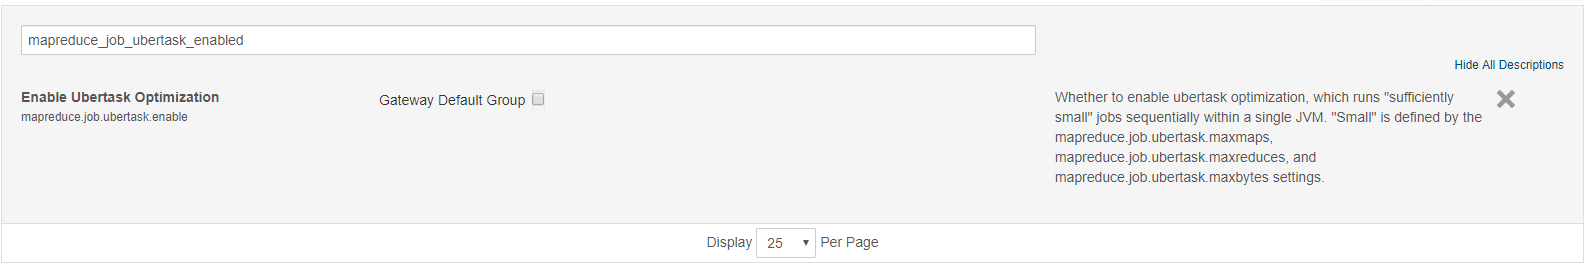 mapreduce_job_ubertask_enabled
Hide All Descriptions
Enable Ubertask Optimization
mapreduce.job.ubertask.enable
Gateway Default Group
Whether to enable ubertask optimization, which runs "sufficiently
small" jobs sequentially within a single JVM. "Small" is defined by the
mapreduce.job.ubertask.maxmaps,
mapreduce.job.ubertask.maxreduces, and
mapreduce.job.ubertask.maxbytes settings.
Display 25 Per Page